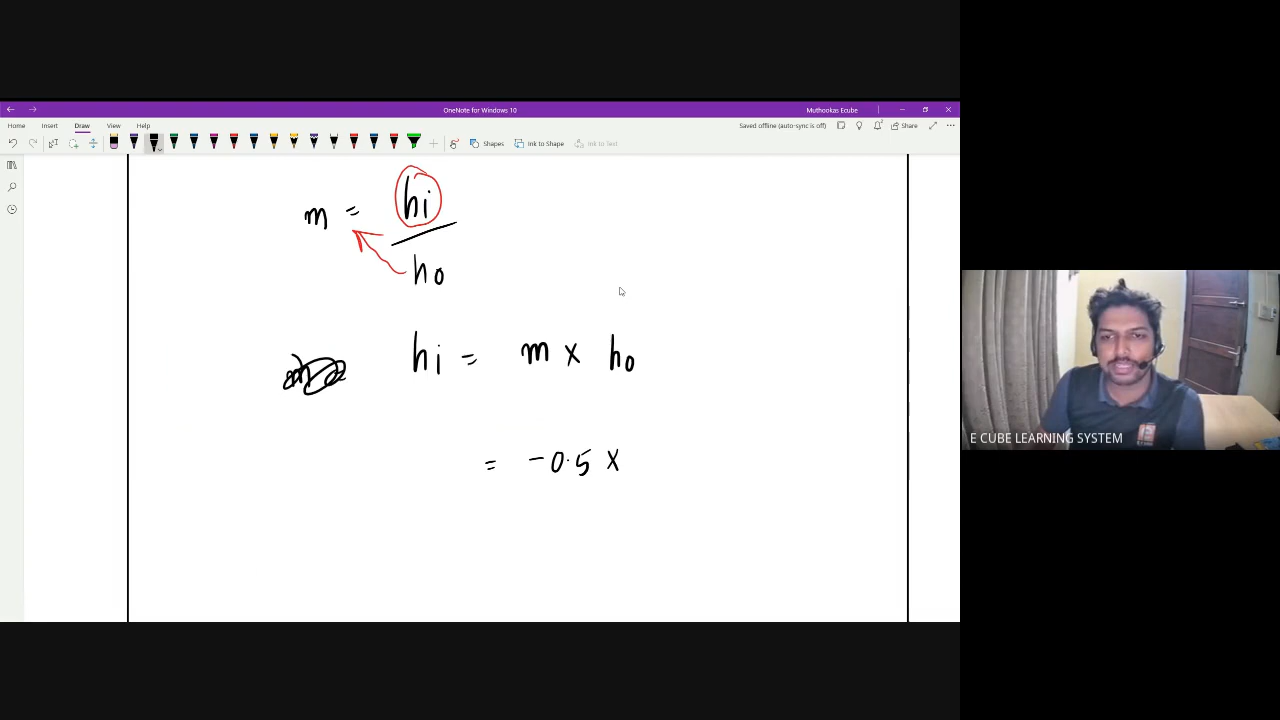 OneNote for Windows 10
Muthookas Ecube
Home Insert Draw View Help
Saved offline (auto-sync is off) Share
Shapes Ink to Shape Ink to Text
m = hi
ho
hi = m x ho
= -0.5 x
E CUBE LEARNING SYSTEM